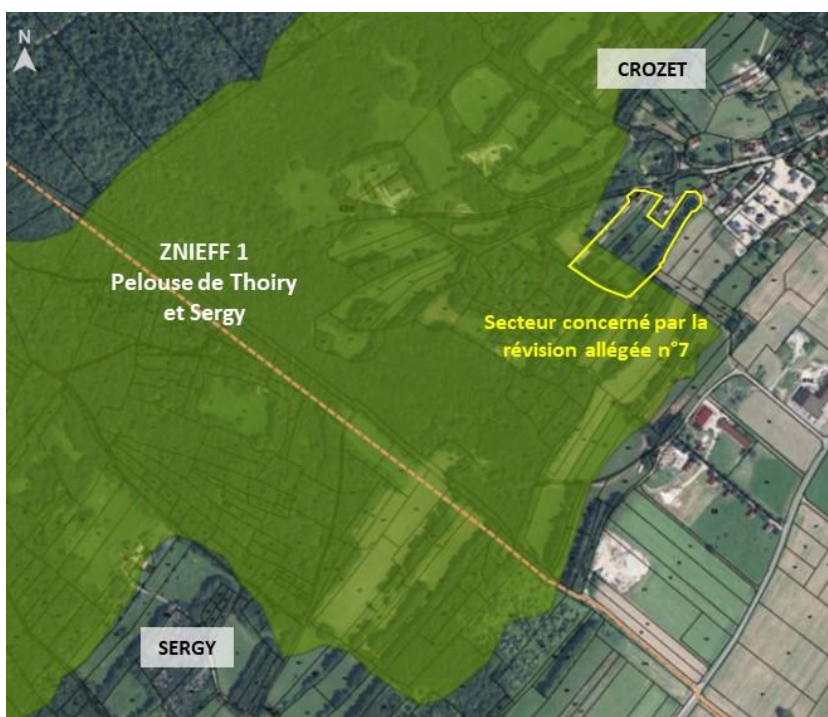 N
CROZET
ZNIEFF 1
Pelouse de Thoiry
et Sergy
Secteur concerné par la
révision allégée n°7
SERGY